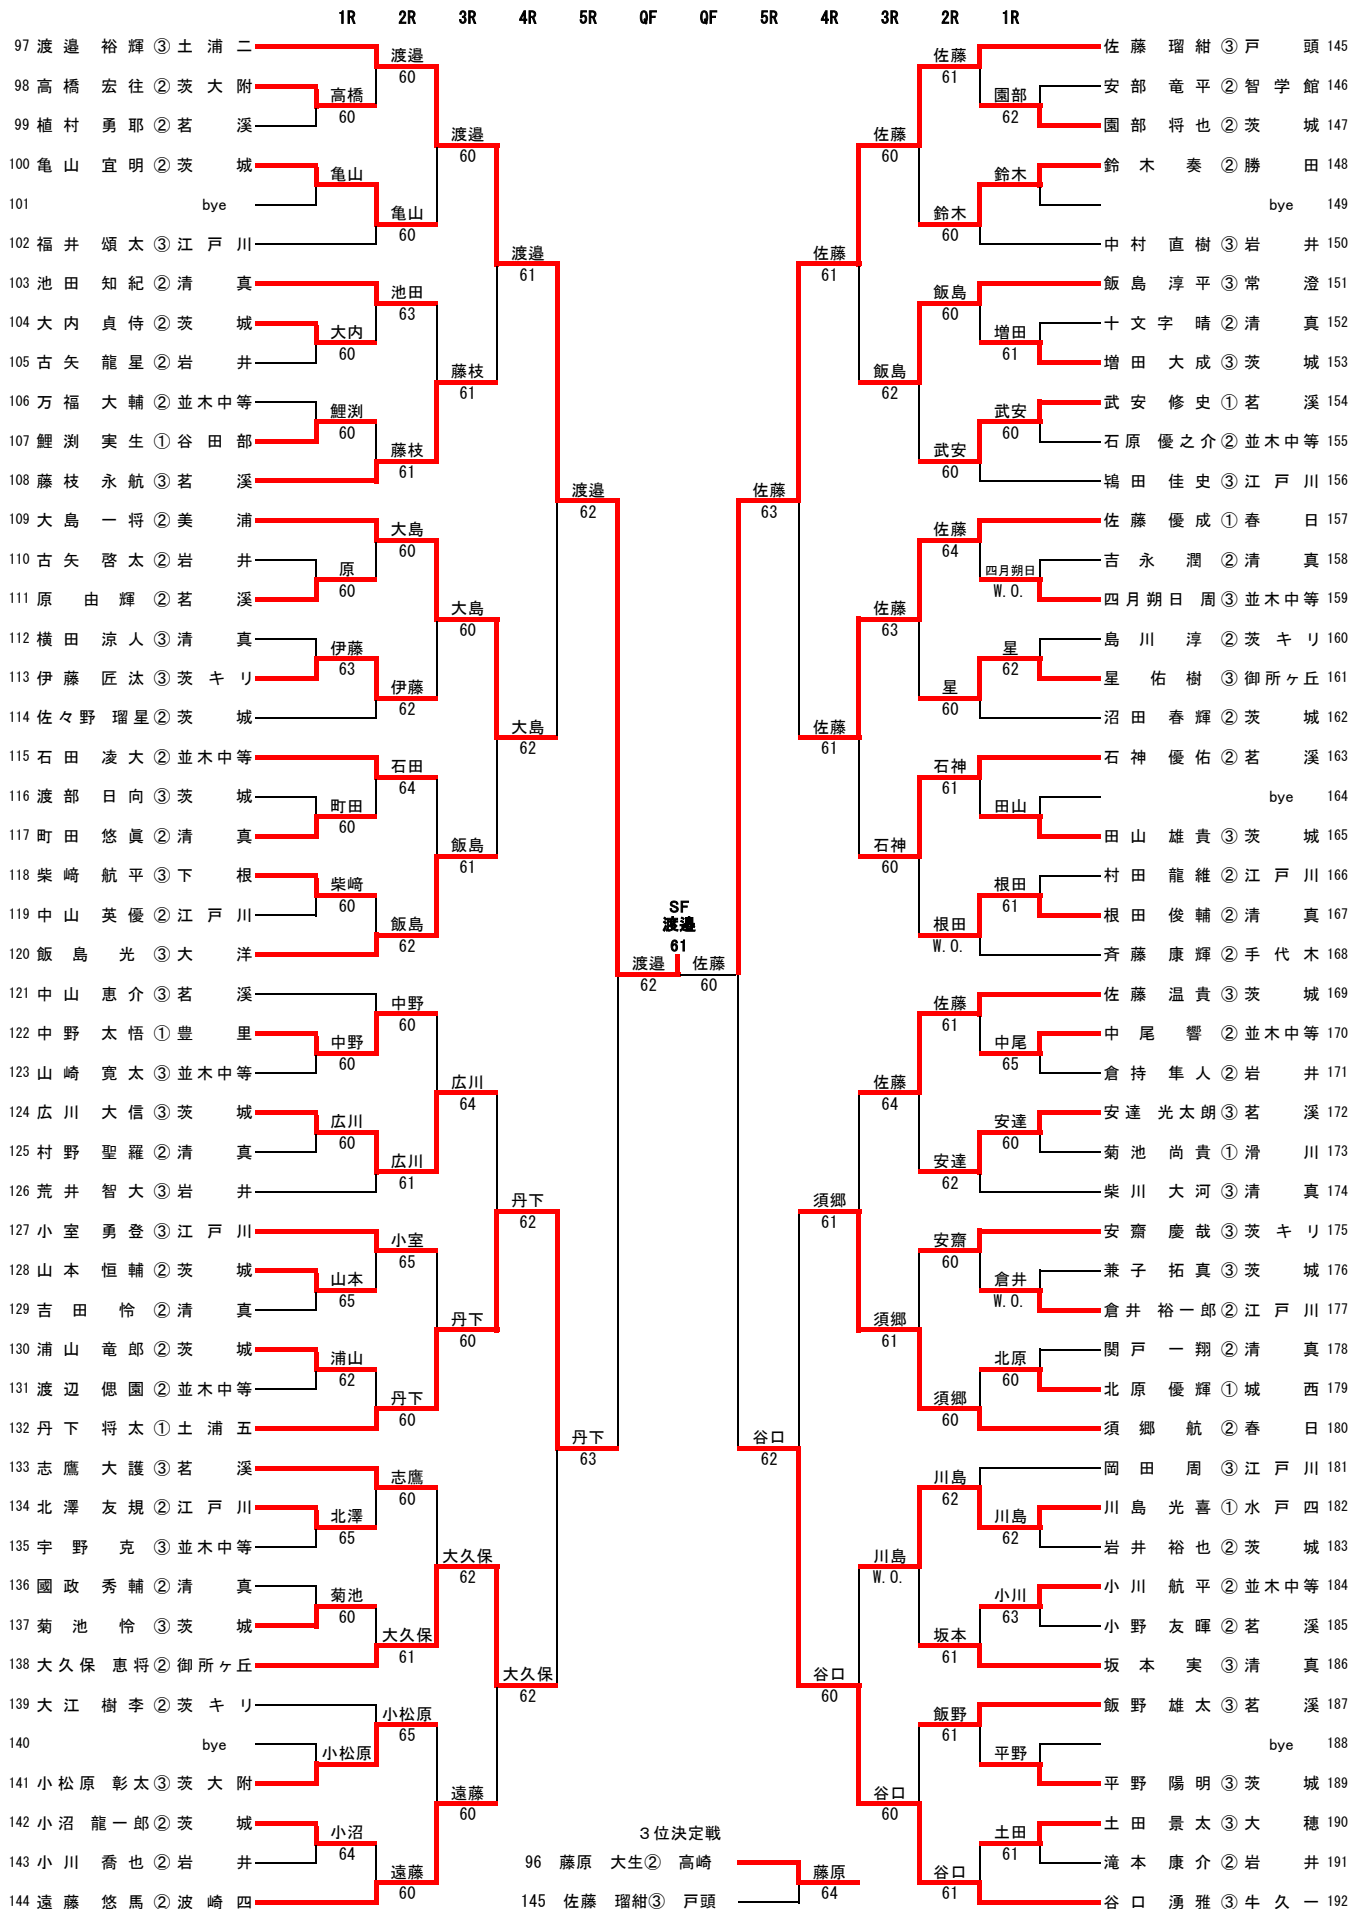 1R 2R 3R 4R 5R QF QF 5R 4R 3R 2R 1R
97 渡邉 裕輝 ③ 土浦二
98 高橋 宏往 ② 茨大附
99 植村 勇耶 ② 茗溪
100 亀山 宜明 ② 茨城
101 bye
102 福井 頌太 ③ 江戸川
103 池田 知紀 ② 清真
104 大内 貞侍 ② 茨城
105 古矢 龍星 ② 岩井
106 万福 大輔 ② 並木中等
107 鯉渕 実生 ① 谷田部
108 藤枝 永航 ③ 茗溪
109 大島 一将 ② 美浦
110 古矢 啓太 ② 岩井
111 原 由輝 ② 茗溪
112 横田 涼人 ③ 清真
113 伊藤 匠汰 ③ 茨キリ
114 佐々野 瑠星 ② 茨城
115 石田 凌大 ② 並木中等
116 渡部 日向 ③ 茨城
117 町田 悠眞 ② 清真
118 柴﨑 航平 ③ 下根
119 中山 英優 ② 江戸川
120 飯島 光 ③ 大洋
121 中山 恵介 ③ 茗溪
122 中野 太悟 ① 豊里
123 山崎 寛太 ③ 並木中等
124 広川 大信 ③ 茨城
125 村野 聖羅 ② 清真
126 荒井 智大 ③ 岩井
127 小室 勇登 ③ 江戸川
128 山本 恒輔 ② 茨城
129 吉田 怜 ② 清真
130 浦山 竜郎 ② 茨城
131 渡辺 偲園 ② 並木中等
132 丹下 将太 ① 土浦五
133 志鷹 大護 ③ 茗溪
134 北澤 友規 ② 江戸川
135 宇野 克 ③ 並木中等
136 國政 秀輔 ② 清真
137 菊池 怜 ③ 茨城
138 大久保 恵将 ② 御所ヶ丘
139 大江 樹李 ② 茨キリ
140 bye
141 小松原 彰太 ③ 茨大附
142 小沼 龍一郎 ② 茨城
143 小川 喬也 ② 岩井
144 遠藤 悠馬 ② 波崎四
高橋
60
亀山
大内
60
鯉渕
60
原
60
伊藤
63
町田
60
柴﨑
60
中野
60
広川
60
山本
65
浦山
62
北澤
65
菊池
60
小松原
小沼
64
渡邉
60
亀山
60
池田
63
藤枝
61
大島
60
伊藤
62
石田
64
飯島
62
中野
60
広川
61
小室
65
丹下
60
志鷹
60
大久保
61
小松原
65
遠藤
60
渡邉
60
藤枝
61
大島
60
飯島
61
広川
64
丹下
60
大久保
62
遠藤
60
渡邉
61
大島
62
丹下
62
大久保
62
渡邉
62
丹下
63
渡邉
62
SF
渡邉
61
佐藤
60
佐藤
63
谷口
62
佐藤
61
佐藤
61
須郷
61
谷口
60
佐藤
60
飯島
62
佐藤
63
石神
60
佐藤
64
須郷
61
川島
W.O.
谷口
60
佐藤
61
鈴木
60
飯島
60
武安
60
佐藤
64
星
60
石神
61
根田
W.O.
佐藤
61
安達
62
安齋
60
須郷
60
川島
62
坂本
61
飯野
61
谷口
61
園部
62
鈴木
増田
61
武安
60
四月朔日
W.O.
星
62
田山
根田
61
中尾
65
安達
60
倉井
W.O.
北原
60
川島
62
小川
63
平野
土田
61
佐藤 瑠紺 ③ 戸頭 145
安部 竜平 ② 智学館 146
園部 将也 ② 茨城 147
鈴木 奏 ② 勝田 148
bye 149
中村 直樹 ③ 岩井 150
飯島 淳平 ③ 常澄 151
十文字 晴 ② 清真 152
増田 大成 ③ 茨城 153
武安 修史 ① 茗溪 154
石原 優之介 ② 並木中等 155
鴇田 佳史 ③ 江戸川 156
佐藤 優成 ① 春日 157
吉永 潤 ② 清真 158
四月朔日 周 ③ 並木中等 159
島川 淳 ② 茨キリ 160
星 佑樹 ③ 御所ヶ丘 161
沼田 春輝 ② 茨城 162
石神 優佑 ② 茗溪 163
bye 164
田山 雄貴 ③ 茨城 165
村田 龍維 ② 江戸川 166
根田 俊輔 ② 清真 167
斉藤 康輝 ② 手代木 168
佐藤 温貴 ③ 茨城 169
中尾 響 ② 並木中等 170
倉持 隼人 ② 岩井 171
安達 光太朗 ③ 茗溪 172
菊池 尚貴 ① 滑川 173
柴川 大河 ③ 清真 174
安齋 慶哉 ③ 茨キリ 175
兼子 拓真 ③ 茨城 176
倉井 裕一郎 ② 江戸川 177
関戸 一翔 ② 清真 178
北原 優輝 ① 城西 179
須郷 航 ② 春日 180
岡田 周 ③ 江戸川 181
川島 光喜 ① 水戸四 182
岩井 裕也 ② 茨城 183
小川 航平 ② 並木中等 184
小野 友暉 ② 茗溪 185
坂本 実 ③ 清真 186
飯野 雄太 ③ 茗溪 187
bye 188
平野 陽明 ③ 茨城 189
土田 景太 ③ 大穂 190
滝本 康介 ② 岩井 191
谷口 湧雅 ③ 牛久一 192
3位決定戦
96 藤原 大生② 高崎
145 佐藤 瑠紺③ 戸頭
藤原
64